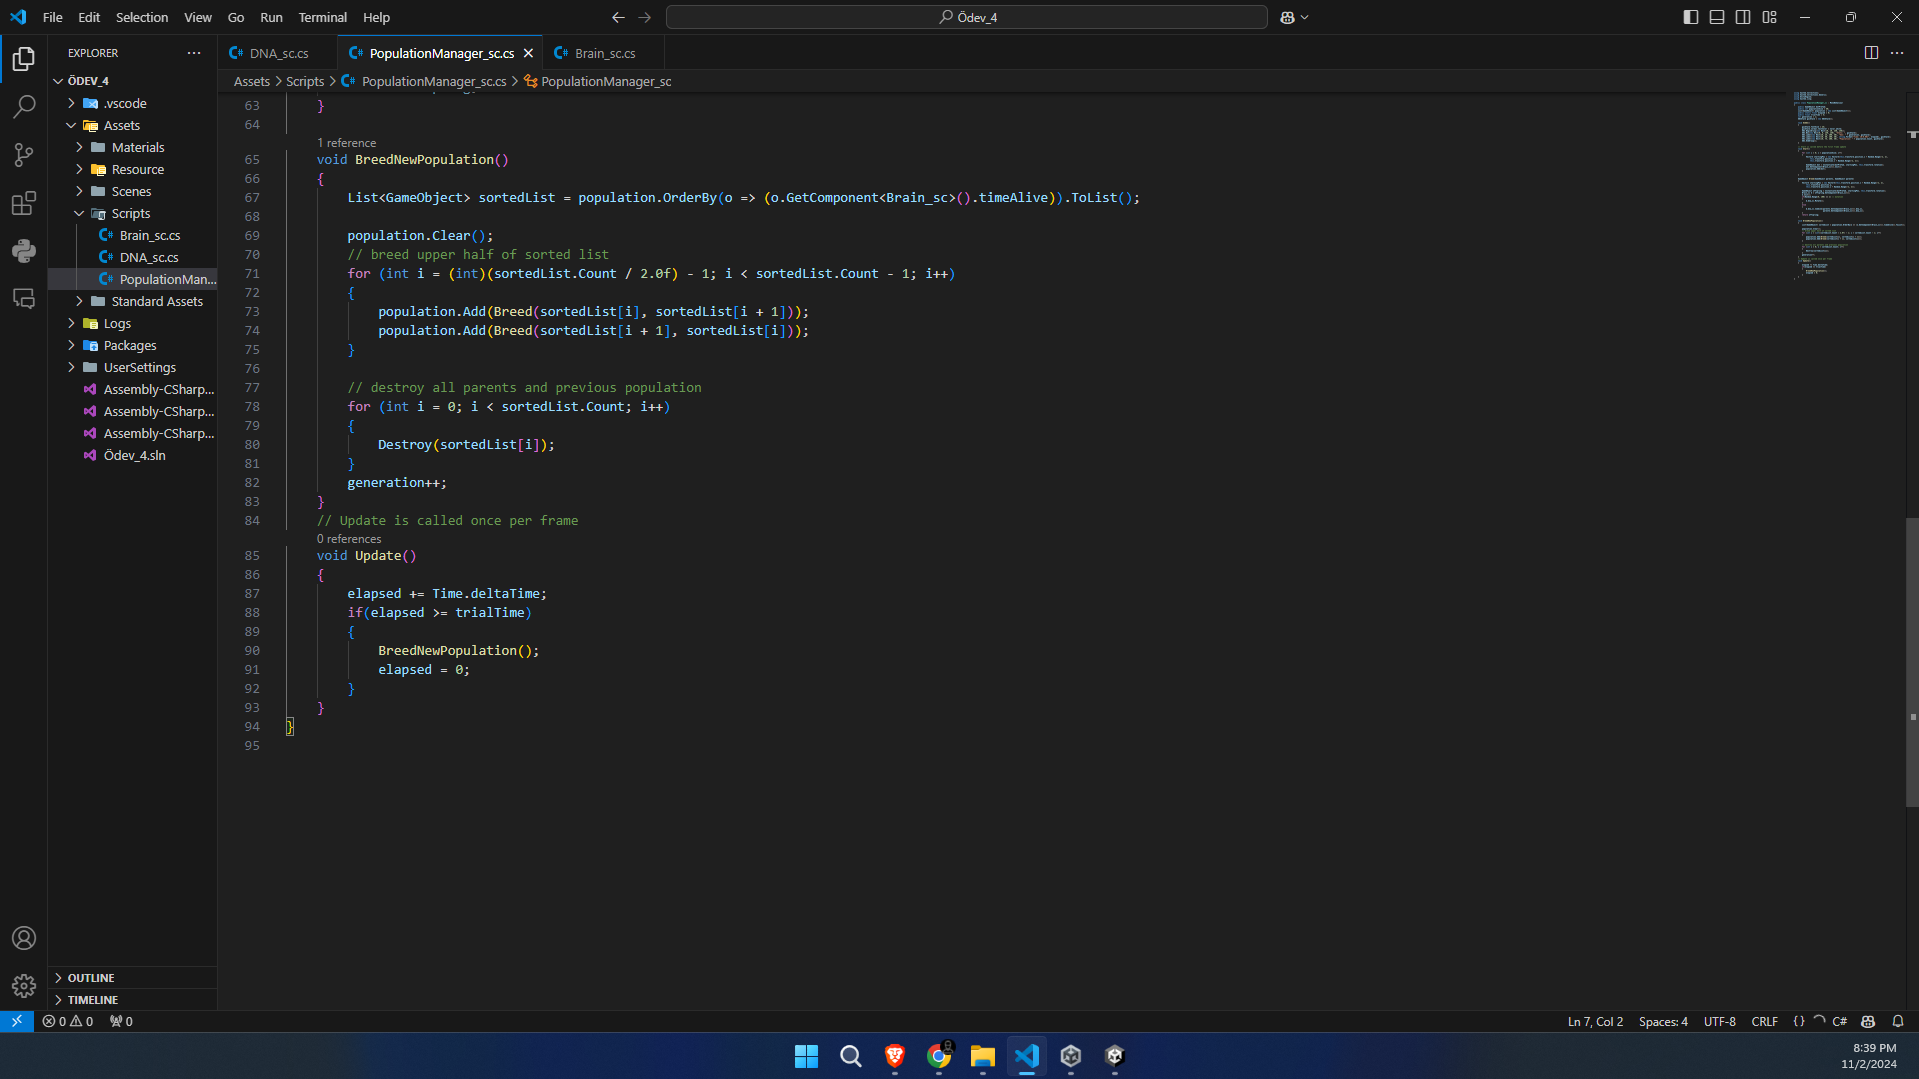 File Edit Selection View Go Run Terminal Help
Ödev_4
EXPLORER
ÖDEV_4
.vscode
Assets
Materials
Resource
Scenes
Scripts
Brain_sc.cs
DNA_sc.cs
PopulationMan...
Standard Assets
Logs
Packages
UserSettings
Assembly-CSharp...
Assembly-CSharp...
Assembly-CSharp...
Ödev_4.sln
OUTLINE
TIMELINE
DNA_sc.cs PopulationManager_sc.cs Brain_sc.cs
Assets > Scripts > PopulationManager_sc.cs > PopulationManager_sc
63 }
64
1 reference
65 void BreedNewPopulation()
66 {
67 List<GameObject> sortedList = population.OrderBy(o => (o.GetComponent<Brain_sc>().timeAlive)).ToList();
68
69 population.Clear();
70 // breed upper half of sorted list
71 for (int i = (int)(sortedList.Count / 2.0f) - 1; i < sortedList.Count - 1; i++)
72 {
73 population.Add(Breed(sortedList[i], sortedList[i + 1]));
74 population.Add(Breed(sortedList[i + 1], sortedList[i]));
75 }
76
77 // destroy all parents and previous population
78 for (int i = 0; i < sortedList.Count; i++)
79 {
80 Destroy(sortedList[i]);
81 }
82 generation++;
83 }
84 // Update is called once per frame
0 references
85 void Update()
86 {
87 elapsed += Time.deltaTime;
88 if(elapsed >= trialTime)
89 {
90 BreedNewPopulation();
91 elapsed = 0;
92 }
93 }
94 }
95
0 0 0
Ln 7, Col 2 Spaces: 4 UTF-8 CRLF {} C#
8:39 PM
11/2/2024